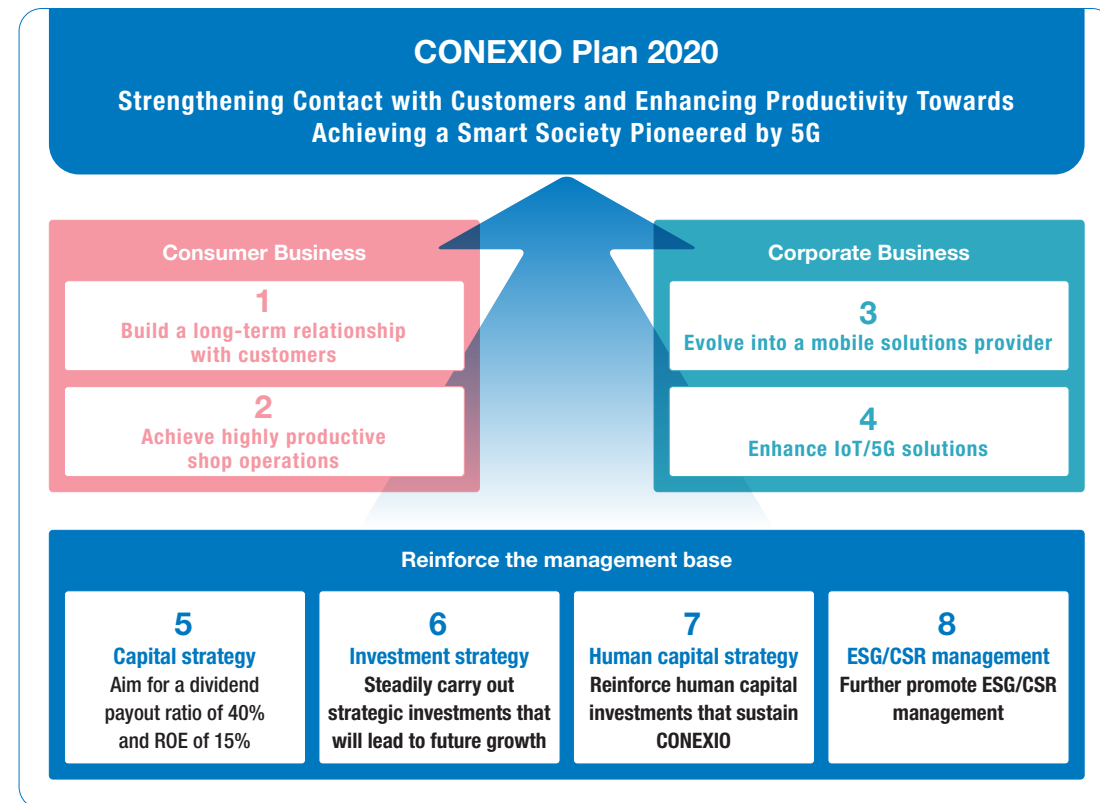 CONEXIO Plan 2020
Strengthening Contact with Customers and Enhancing Productivity Towards
Achieving a Smart Society Pioneered by 5G
Consumer Business
1
Build a long-term relationship
with customers
2
Achieve highly productive
shop operations
Corporate Business
3
Evolve into a mobile solutions provider
4
Enhance IoT/5G solutions
Reinforce the management base
5
Capital strategy
Aim for a dividend
payout ratio of 40%
and ROE of 15%
6
Investment strategy
Steadily carry out
strategic investments that
will lead to future growth
7
Human capital strategy
Reinforce human capital
investments that sustain
CONEXIO
8
ESG/CSR management
Further promote ESG/CSR
management